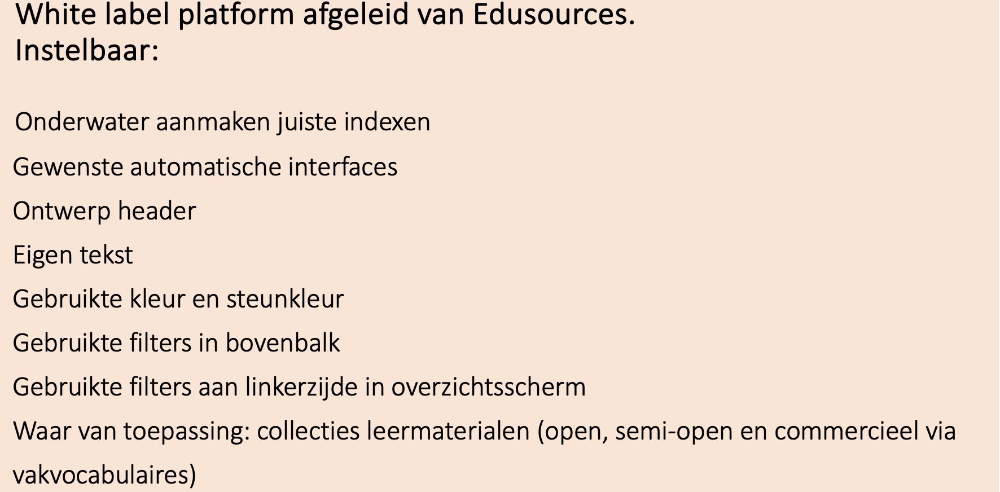 White label platform afgeleid van Edusources.
Instelbaar:
Onderwater aanmaken juiste indexen
Gewenste automatische interfaces
Ontwerp header
Eigen tekst
Gebruikte kleur en steunkleur
Gebruikte filters in bovenbalk
Gebruikte filters aan linkerzijde in overzichtsscherm
Waar van toepassing: collecties leermaterialen (open, semi-open en commercieel via
vakvocabulaires)